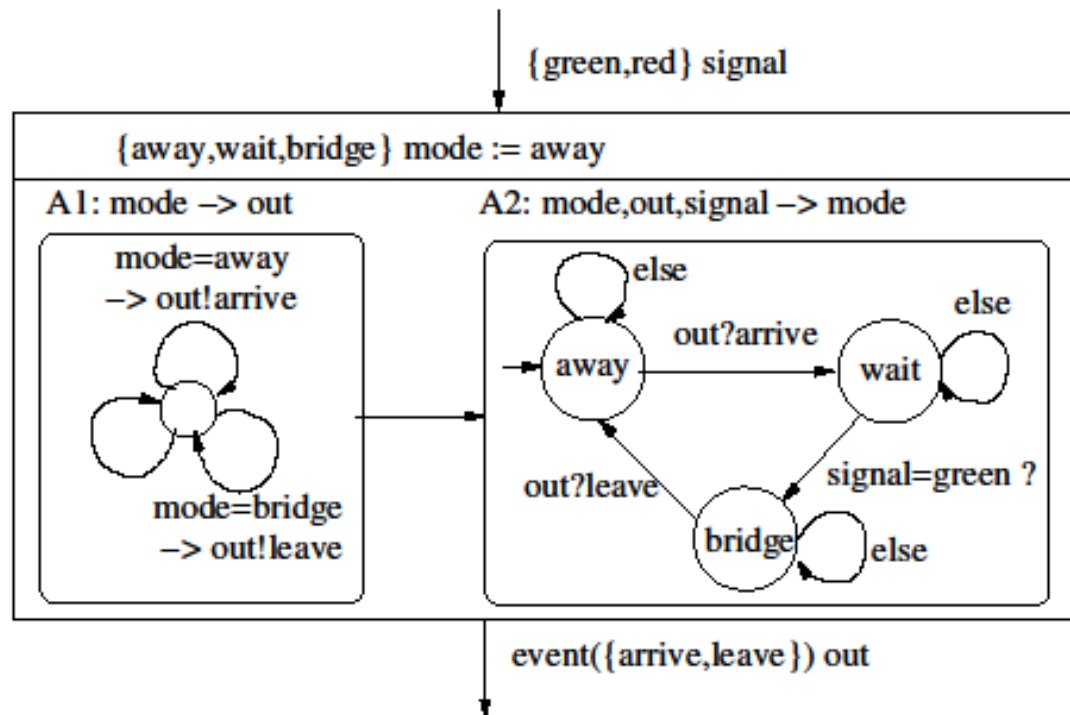 {green,red} signal
{away,wait,bridge} mode := away
A1: mode –> out
A2: mode,out,signal –> mode
mode=away
–> out!arrive
mode=bridge
–> out!leave
else
out?arrive
else
away
wait
out?leave
signal=green ?
bridge
else
event({arrive,leave}) out